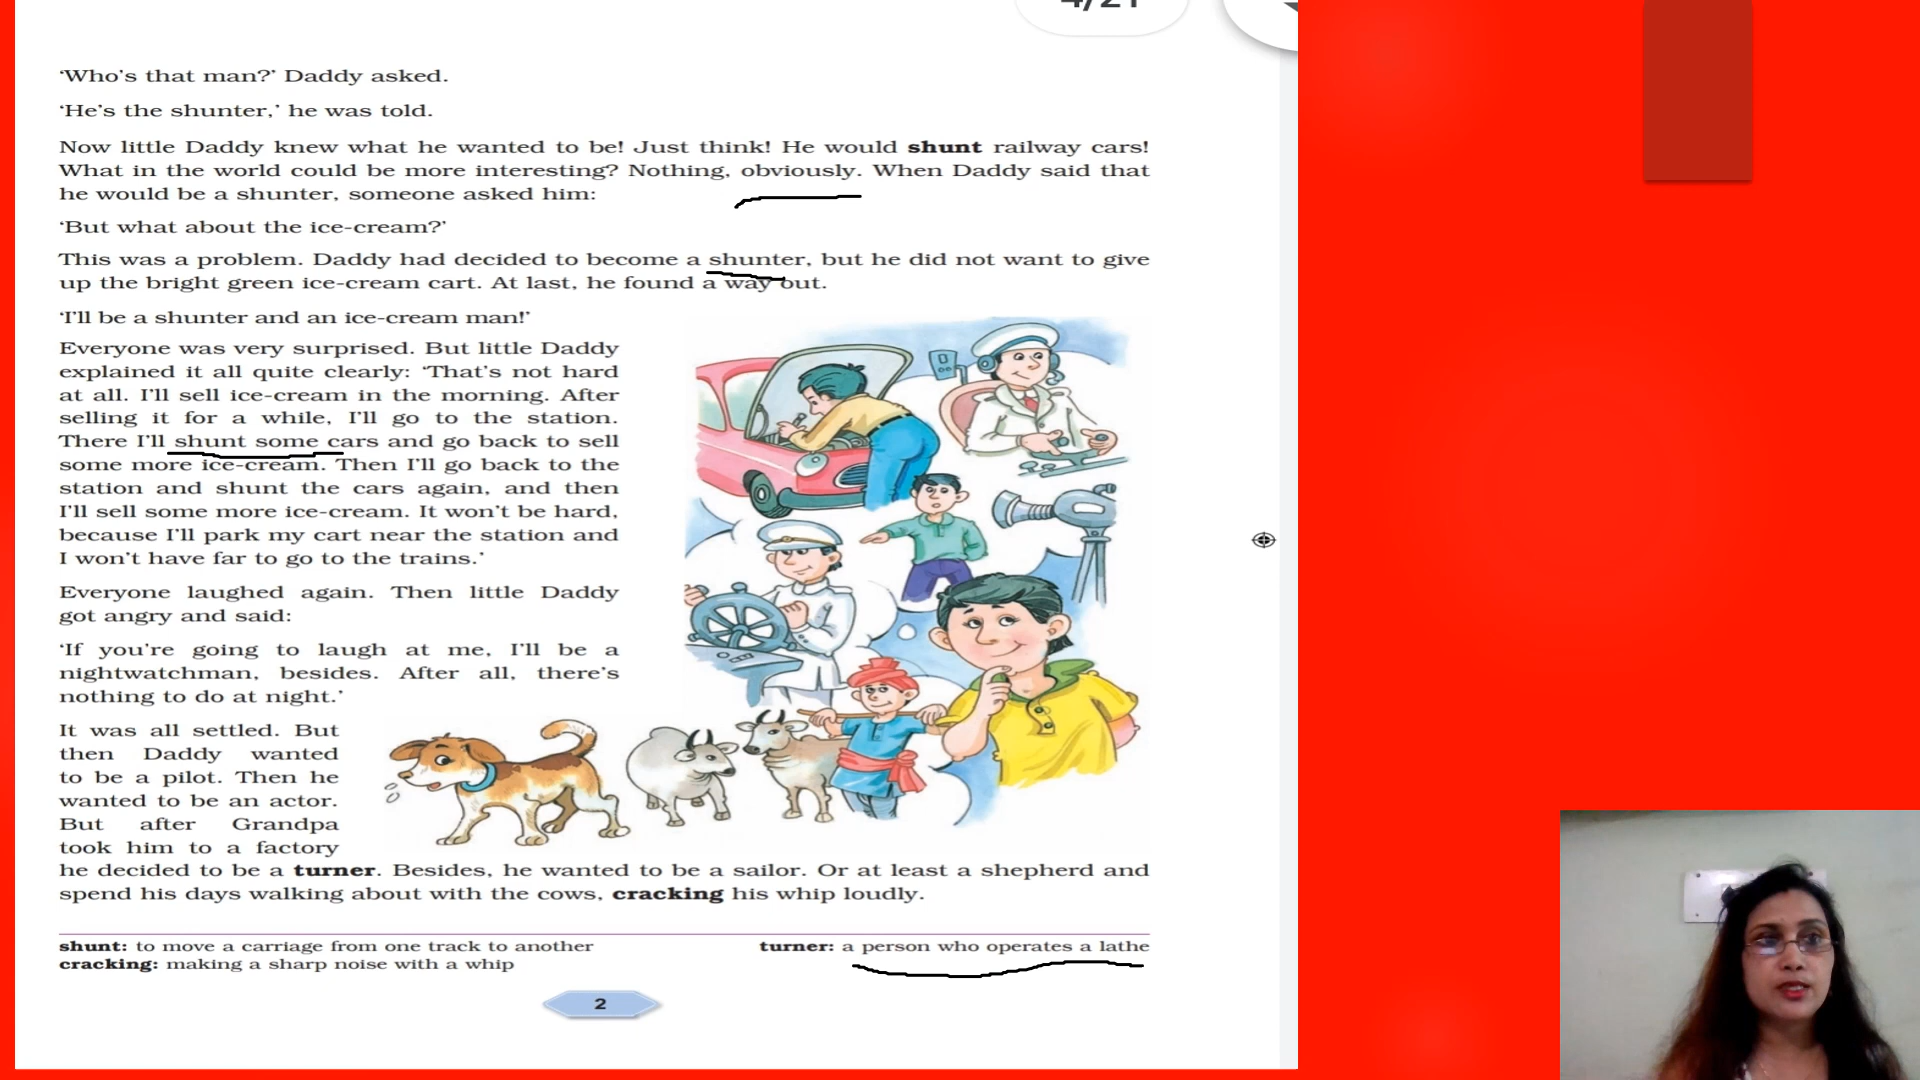 4/21
‘Who’s that man?’ Daddy asked.
‘He’s the shunter,’ he was told.
Now little Daddy knew what he wanted to be! Just think! He would shunt railway cars!
What in the world could be more interesting? Nothing, obviously. When Daddy said that
he would be a shunter, someone asked him:
‘But what about the ice-cream?’
This was a problem. Daddy had decided to become a shunter, but he did not want to give
up the bright green ice-cream cart. At last, he found a way out.
‘I’ll be a shunter and an ice-cream man!’
Everyone was very surprised. But little Daddy
explained it all quite clearly: ‘That’s not hard
at all. I’ll sell ice-cream in the morning. After
selling it for a while, I’ll go to the station.
There I’ll shunt some cars and go back to sell
some more ice-cream. Then I’ll go back to the
station and shunt the cars again, and then
I’ll sell some more ice-cream. It won’t be hard,
because I’ll park my cart near the station and
I won’t have far to go to the trains.’
Everyone laughed again. Then little Daddy
got angry and said:
‘If you’re going to laugh at me, I’ll be a
nightwatchman, besides. After all, there’s
nothing to do at night.’
It was all settled. But
then Daddy wanted
to be a pilot. Then he
wanted to be an actor.
But after Grandpa
took him to a factory
he decided to be a turner. Besides, he wanted to be a sailor. Or at least a shepherd and
spend his days walking about with the cows, cracking his whip loudly.
shunt: to move a carriage from one track to another
turner: a person who operates a lathe
cracking: making a sharp noise with a whip
2